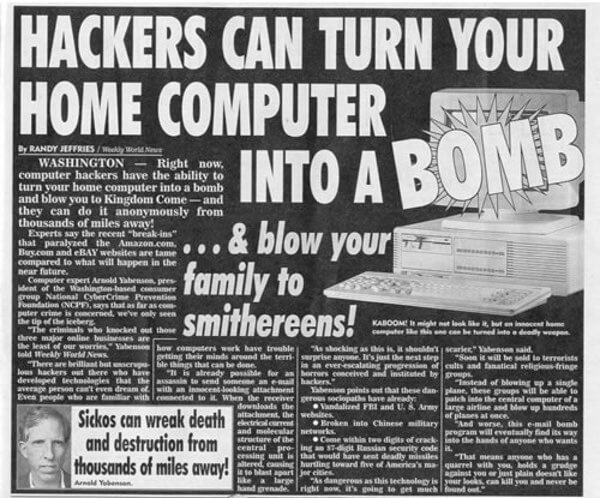 HACKERS CAN TURN YOUR
HOME COMPUTER
INTO A BOMB
. . . & blow your
family to
smithereens!
By RANDY JEFFRIES / Weekly World News
WASHINGTON — Right now,
computer hackers have the ability to
turn your home computer into a bomb
and blow you to Kingdom Come — and
they can do it anonymously from
thousands of miles away!
Experts say the recent "break-ins"
that paralyzed the Amazon.com,
Buy.com and eBAY websites are tame
compared to what will happen in the
near future.
Computer expert Arnold Yabenson, pres-
ident of the Washington-based consumer
group National CyberCrime Prevention
Foundation (NCPF), says that as far as com-
puter crime is concerned, we've only seen
the tip of the iceberg.
"The criminals who knocked out those
three major online businesses are
the least of our worries," Yabenson
told Weekly World News.
"There are brilliant but unscrupu-
lous hackers out there who have
developed technologies that the
average person can't even dream of.
Even people who are familiar with
how computers work have trouble
getting their minds around the terri-
ble things that can be done.
"It is already possible for an
assassin to send someone an e-mail
with an innocent-looking attachment
connected to it. When the receiver
downloads the
attachment, the
electrical current
and molecular
structure of the
central pro-
cessing unit is
altered, causing
it to blast apart
like a large
hand grenade.
"As shocking as this is, it shouldn't
surprise anyone. It's just the next step
in an ever-escalating progression of
horrors conceived and instituted by
hackers."
Yabenson points out that these dan-
gerous sociopaths have already:
● Vandalized FBI and U. S. Army
websites.
● Broken into Chinese military
networks.
● Come within two digits of crack-
ing an 87-digit Russian security code
that would have sent deadly missiles
hurtling toward five of America's ma-
jor cities.
"As dangerous as this technology is
right now, it's going to get much
scarier," Yabenson said.
"Soon it will be sold to terrorists
cults and fanatical religious-fringe
groups.
"Instead of blowing up a single
plane, these groups will be able to
patch into the central computer of a
large airline and blow up hundreds
of planes at once.
"And worse, this e-mail bomb
program will eventually find its way
into the hands of anyone who wants
it.
"That means anyone who has a
quarrel with you, holds a grudge
against you or just plain doesn't like
your looks, can kill you and never be
found out."
KABOOM! It might not look like it, but an innocent home
computer like this one can be turned into a deadly weapon.
Sickos can wreak death
and destruction from
thousands of miles away!
Arnold Yabenson.